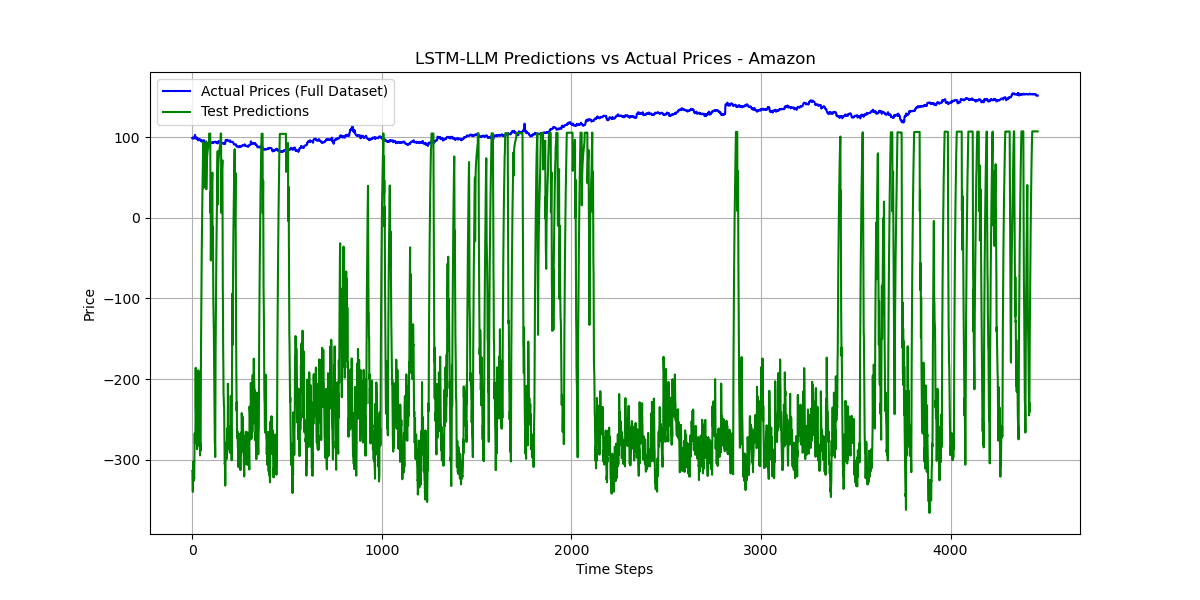 LSTM-LLM Predictions vs Actual Prices - Amazon
Actual Prices (Full Dataset)
Test Predictions
Price
100
0
−100
−200
−300
0 1000 2000 3000 4000
Time Steps